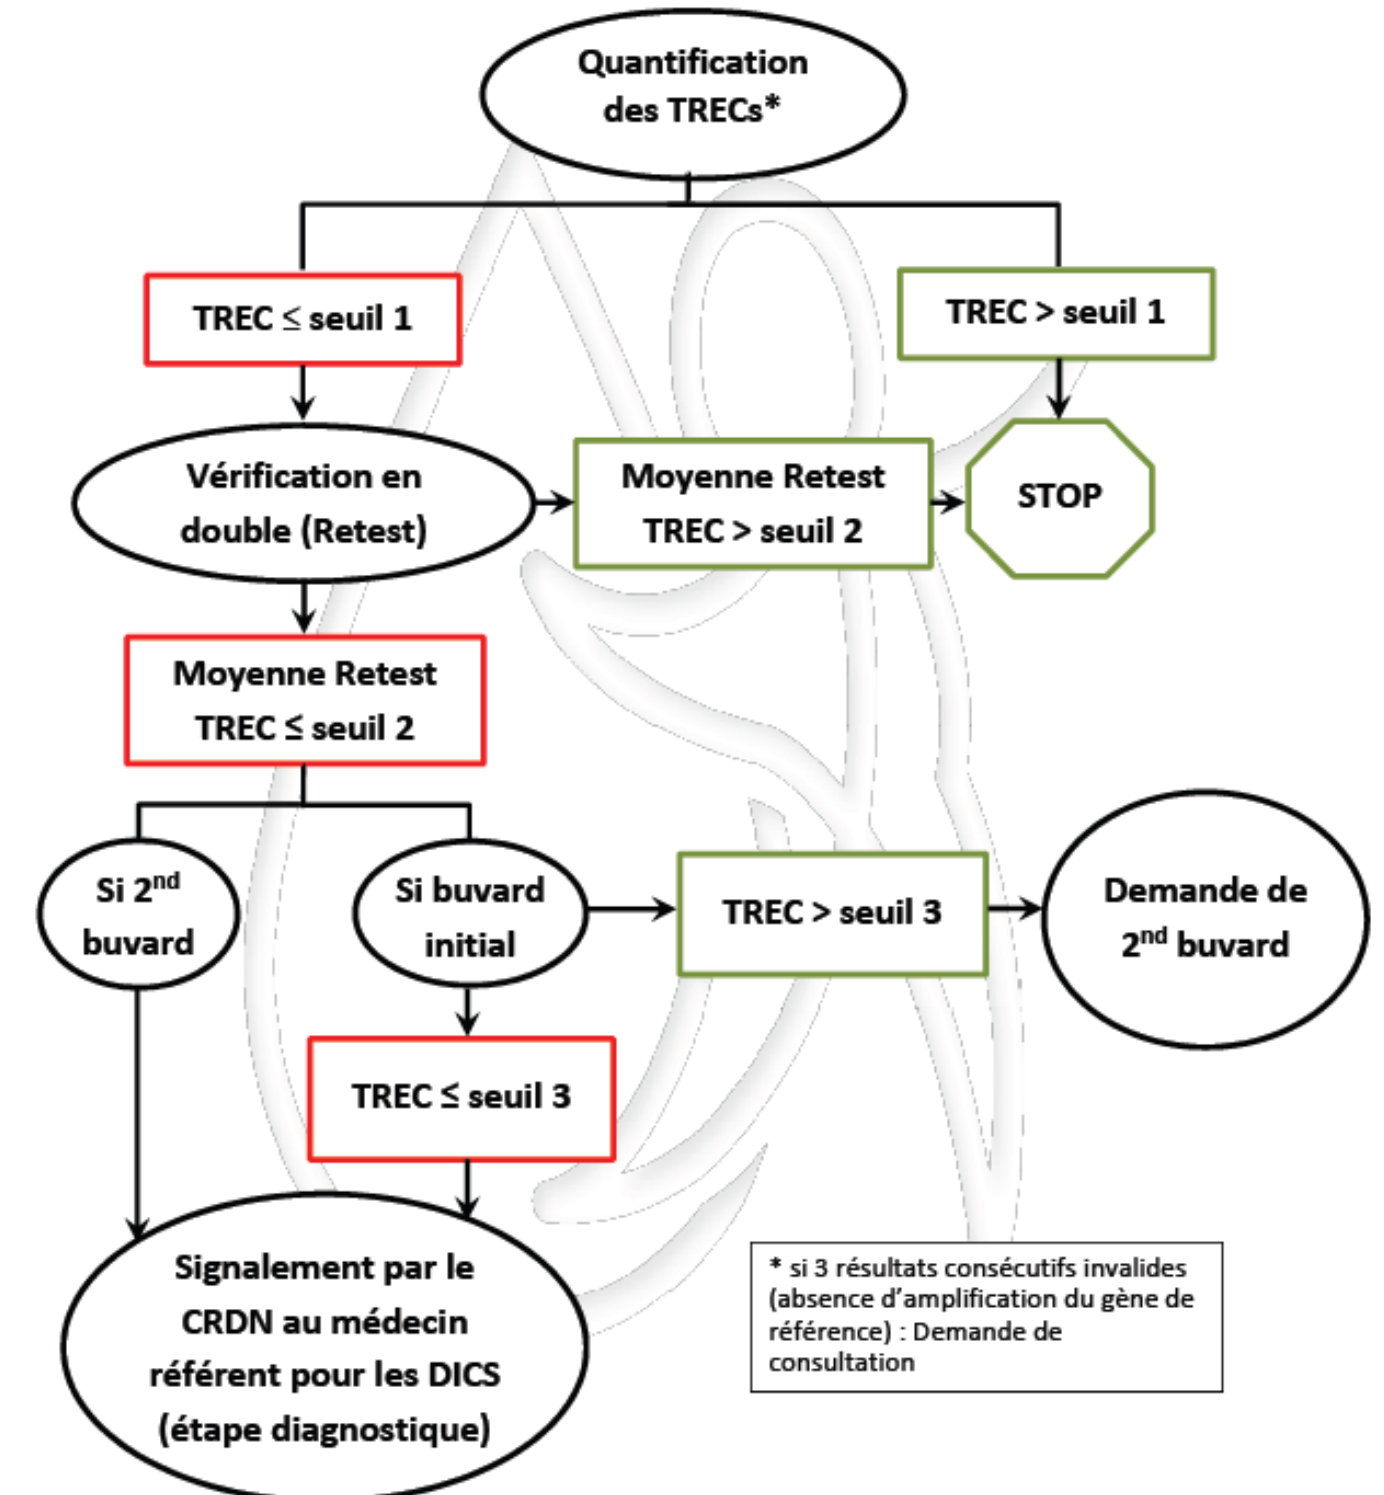 Quantification
des TRECs*
TREC ≤ seuil 1
TREC > seuil 1
Vérification en
double (Retest)
Moyenne Retest
TREC > seuil 2
STOP
Moyenne Retest
TREC ≤ seuil 2
Si 2nd
buvard
Si buvard
initial
TREC > seuil 3
Demande de
2nd buvard
TREC ≤ seuil 3
Signalement par le
CRDN au médecin
référent pour les DICS
(étape diagnostique)
* si 3 résultats consécutifs invalides
(absence d'amplification du gène de
référence) : Demande de
consultation